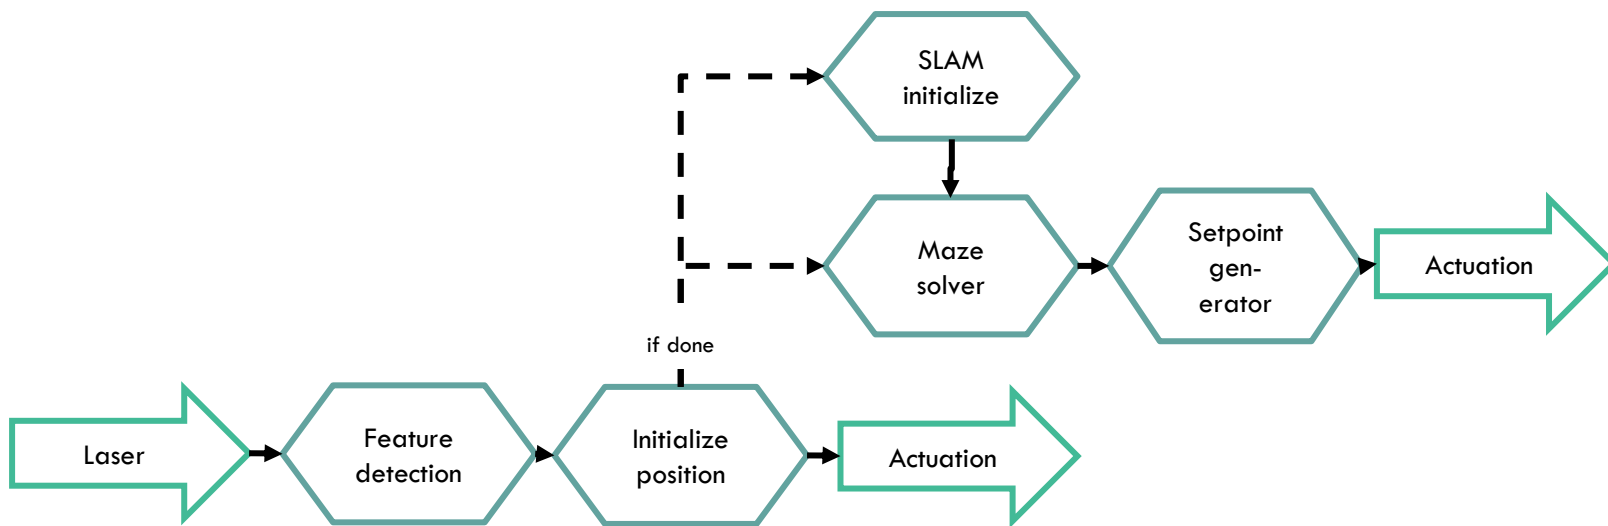 SLAM
initialize
Maze
solver
Setpoint
gen-
erator
Actuation
if done
Laser
Feature
detection
Initialize
position
Actuation